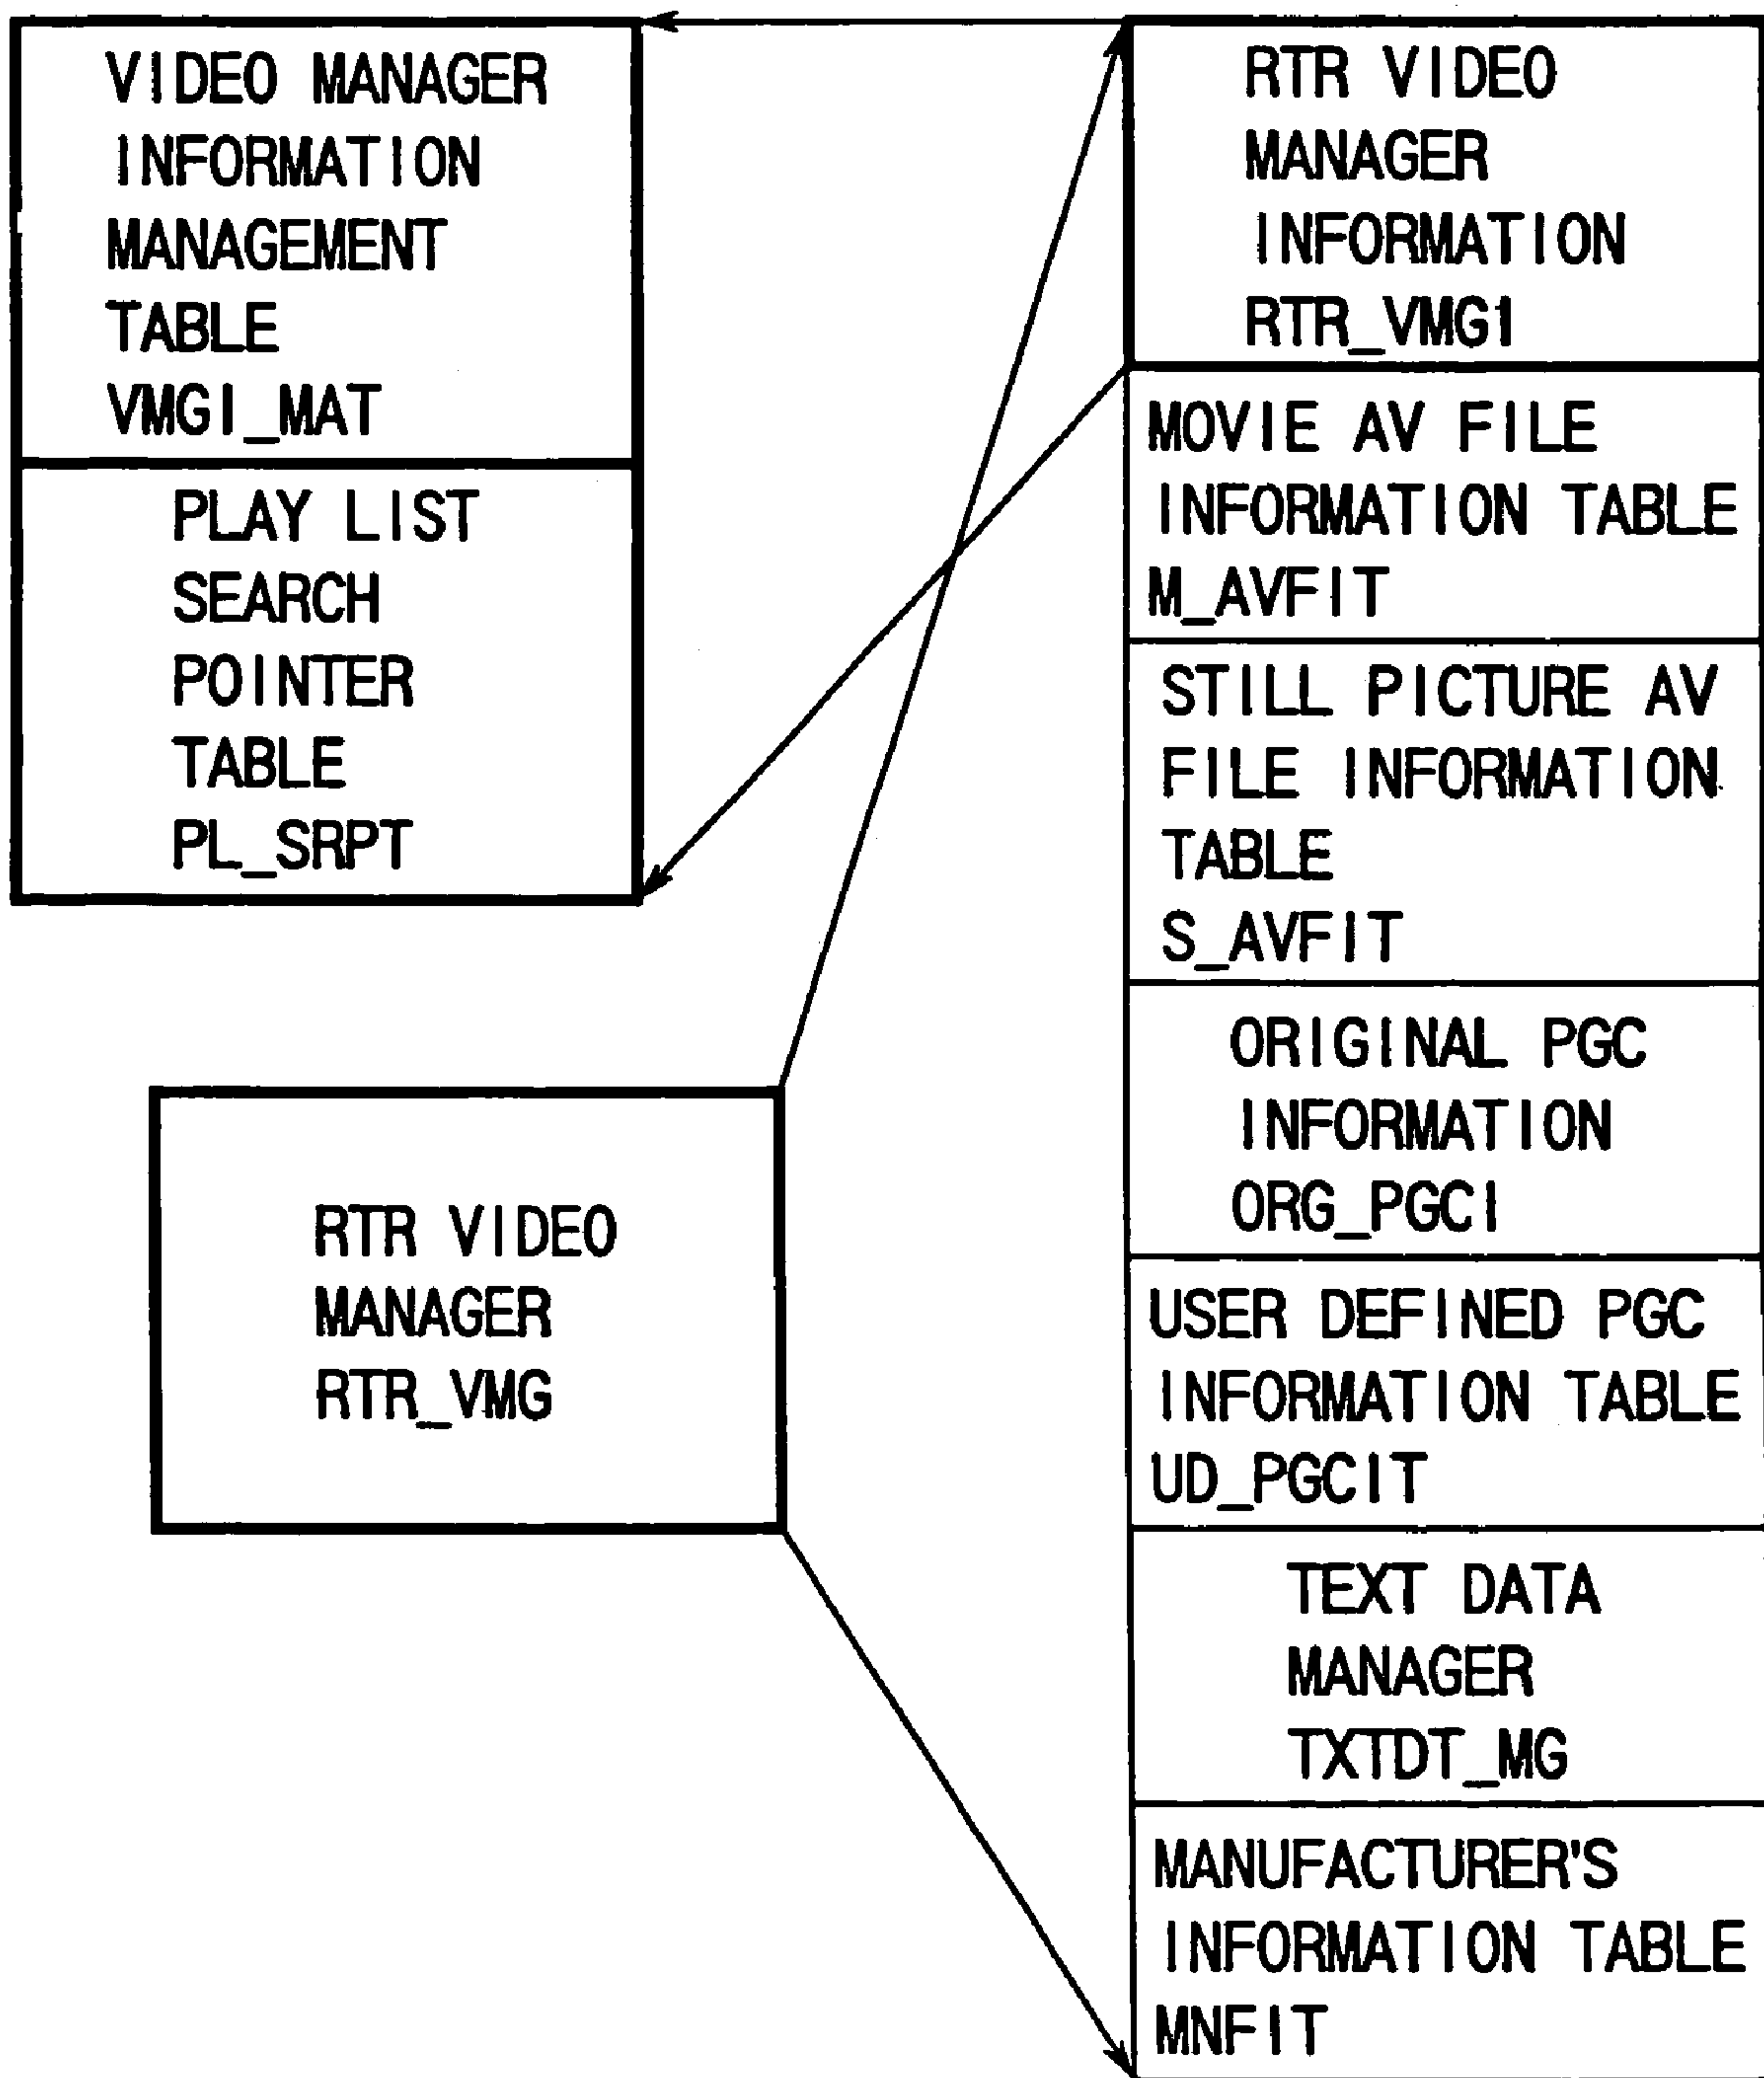 VIDEO MANAGER
INFORMATION
MANAGEMENT
TABLE
VMGI_MAT
PLAY LIST
SEARCH
POINTER
TABLE
PL_SRPT
RTR VIDEO
MANAGER
RTR_VMG
RTR VIDEO
MANAGER
INFORMATION
RTR_VMGI
MOVIE AV FILE
INFORMATION TABLE
M_AVFIT
STILL PICTURE AV
FILE INFORMATION
TABLE
S_AVFIT
ORIGINAL PGC
INFORMATION
ORG_PGCI
USER DEFINED PGC
INFORMATION TABLE
UD_PGCIT
TEXT DATA
MANAGER
TXTDT_MG
MANUFACTURER'S
INFORMATION TABLE
MNFIT